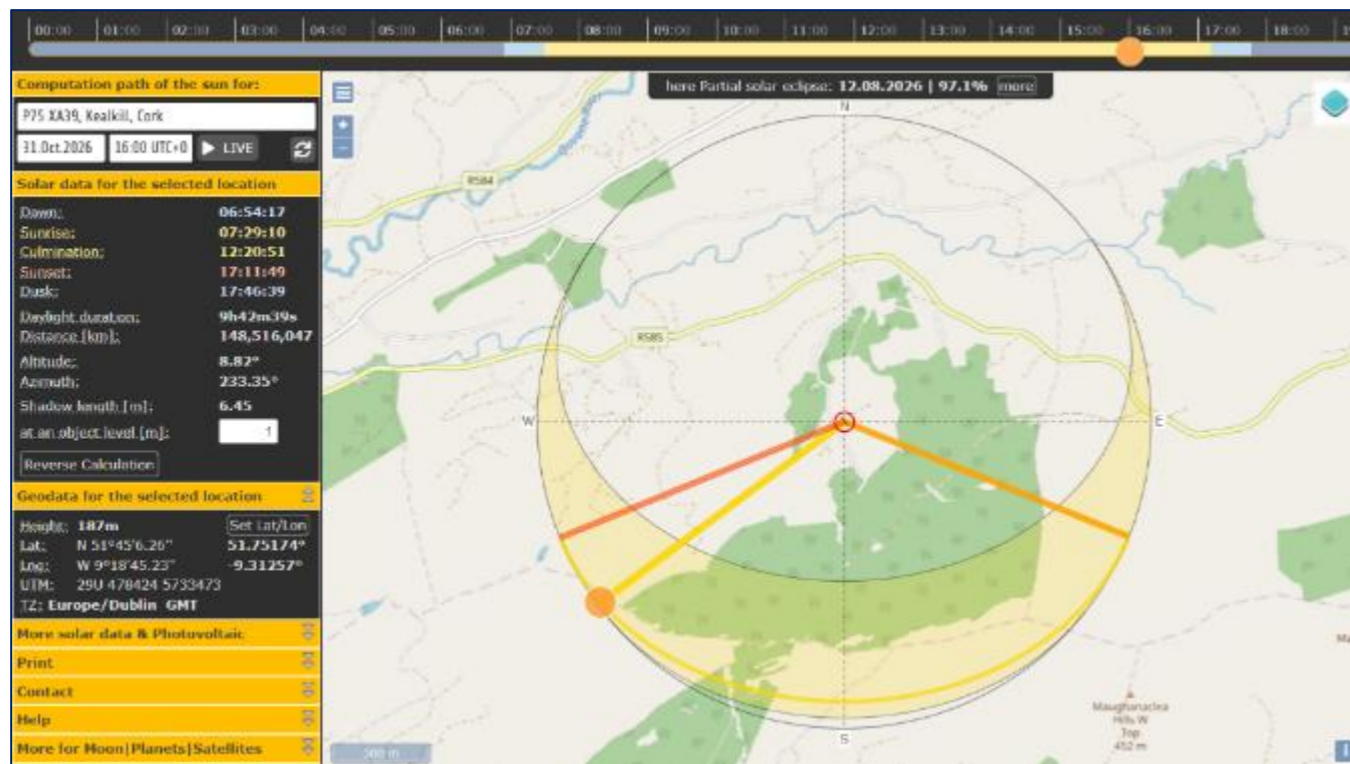 00:00 01:00 02:00 03:00 04:00 05:00 06:00 07:00 08:00 09:00 10:00 11:00 12:00 13:00 14:00 15:00 16:00 17:00 18:00
Computation path of the sun for:
P75 XA39, Kealkill, Cork
31.Oct.2026 16:00 UTC+0 LIVE
Solar data for the selected location
Dawn: 06:54:17
Sunrise: 07:29:10
Culmination: 12:20:51
Sunset: 17:11:49
Dusk: 17:46:39
Daylight duration: 9h42m39s
Distance [km]: 148,516,047
Altitude: 8.82°
Azimuth: 233.35°
Shadow length [m]: 6.45
at an object level [m]: 1
Reverse Calculation
Geodata for the selected location
Height: 187m Set Lat/Lon
Lat: N 51°45'6.26" 51.75174°
Lng: W 9°18'45.23" -9.31257°
UTM: 29U 478424 5733473
TZ: Europe/Dublin GMT
More solar data & Photovoltaic
Print
Contact
Help
More for Moon|Planets|Satellites
here Partial solar eclipse: 12.08.2026 | 97.1% more
N
R584
R585
W
E
Maughanaclea
Hills W
Top
452 m
S
500 m